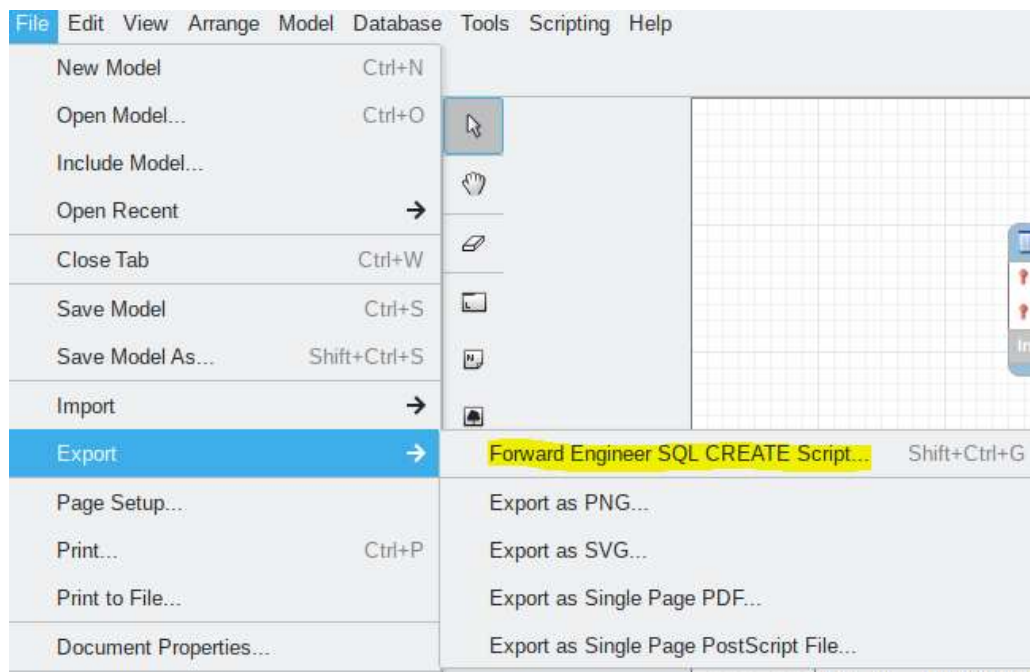 File Edit View Arrange Model Database Tools Scripting Help
New Model Ctrl+N
Open Model... Ctrl+O
Include Model...
Open Recent
Close Tab Ctrl+W
Save Model Ctrl+S
Save Model As... Shift+Ctrl+S
Import
Export
Forward Engineer SQL CREATE Script... Shift+Ctrl+G
Page Setup...
Export as PNG...
Print... Ctrl+P
Export as SVG...
Print to File...
Export as Single Page PDF...
Document Properties...
Export as Single Page PostScript File...